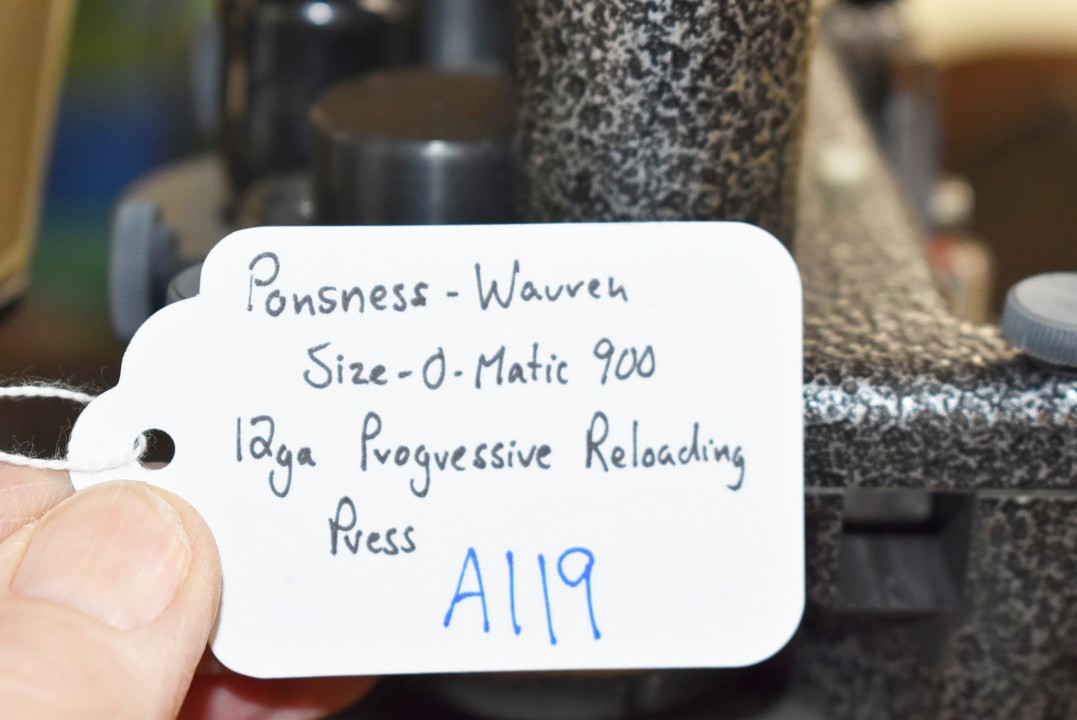 Ponsness-Warren
Size-O-Matic 900
12ga Progressive Reloading
Press
A119